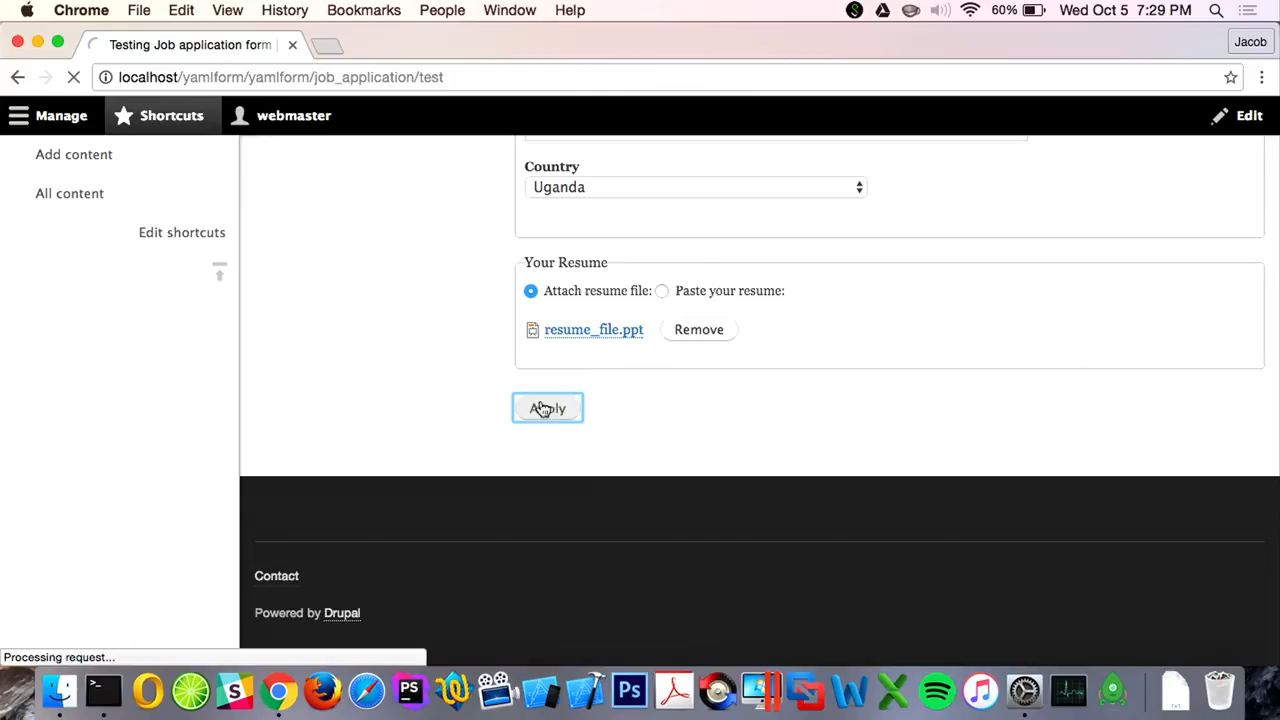 Chrome File Edit View History Bookmarks People Window Help 60% Wed Oct 5 7:29 PM
Testing Job application form Jacob
localhost/yamlform/yamlform/job_application/test
Manage Shortcuts webmaster Edit
Add content
All content
Edit shortcuts
Country
Uganda
Your Resume
Attach resume file: Paste your resume:
resume_file.ppt Remove
Apply
Contact
Powered by Drupal
Processing request...